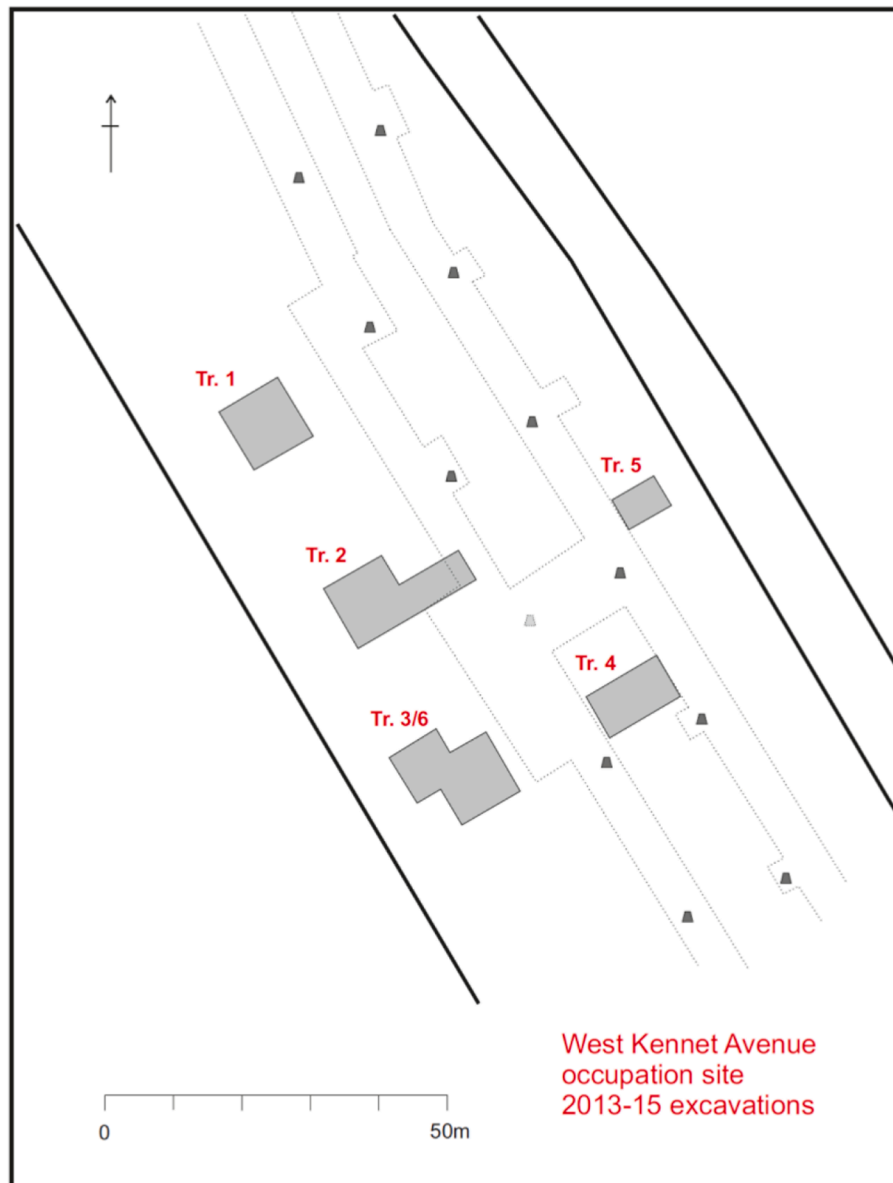 Tr. 1
Tr. 5
Tr. 2
Tr. 4
Tr. 3/6
West Kennet Avenue
occupation site
2013-15 excavations
0
50m